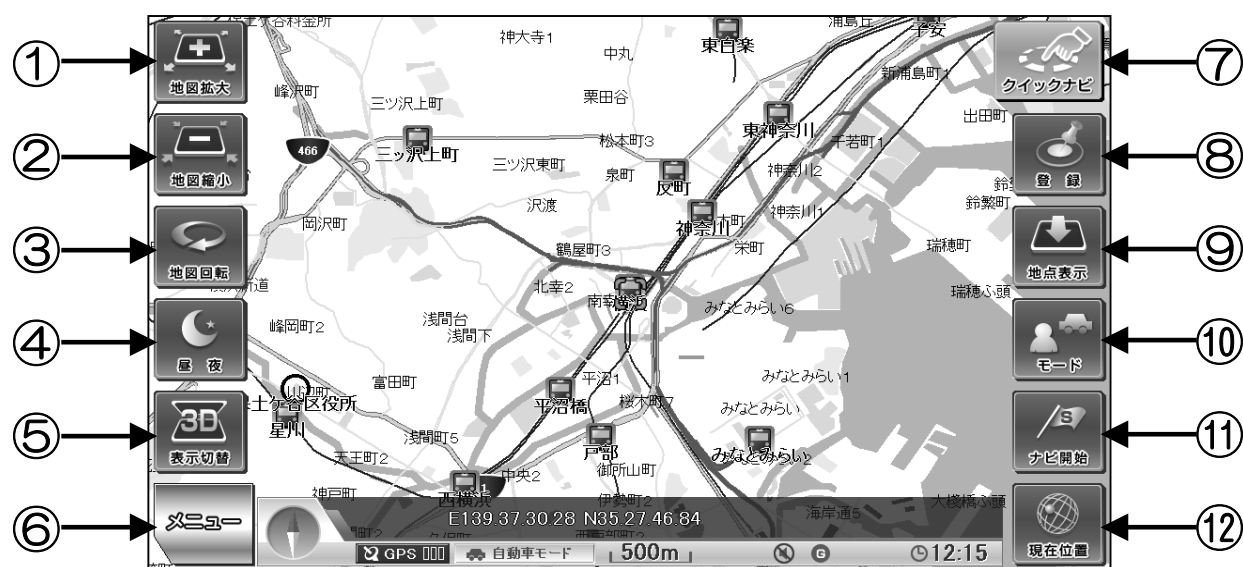 ①
地図拡大
②
地図縮小
③
地図回転
④
昼 夜
⑤
3D
表示切替
⑥
メニュー
神大寺1
中丸
東白楽
浦島丘
子安
新浦島町1
峰沢町
三ツ沢上町
栗田谷
出田町
466
三ッ沢上町
松本町3
東神奈川
千若町1
三ツ沢東町
泉町
反町
神奈川2
鈴繁町
沢渡
岡沢町
神奈川
神奈川1
鶴屋町3
栄町
瑞穂町
北幸2
横浜
みなとみらい6
瑞穂ふ頭
峰岡町2
浅間台
浅間下
富田町
平沼1
みなとみらい1
平沼橋
桜木町7
みなとみらい
星川
浅間町5
戸部
みなとみらい2
天王町2
御所山町
中央2
神戸町
西横浜
1
伊勢町2
海岸通5
大桟橋ふ頭
E139.37.30.28 N35.27.46.84
GPS
自動車モード
500m
G
12:15
⑦
クイックナビ
⑧
登 録
⑨
地点表示
⑩
モード
⑪
S
ナビ開始
⑫
現在位置